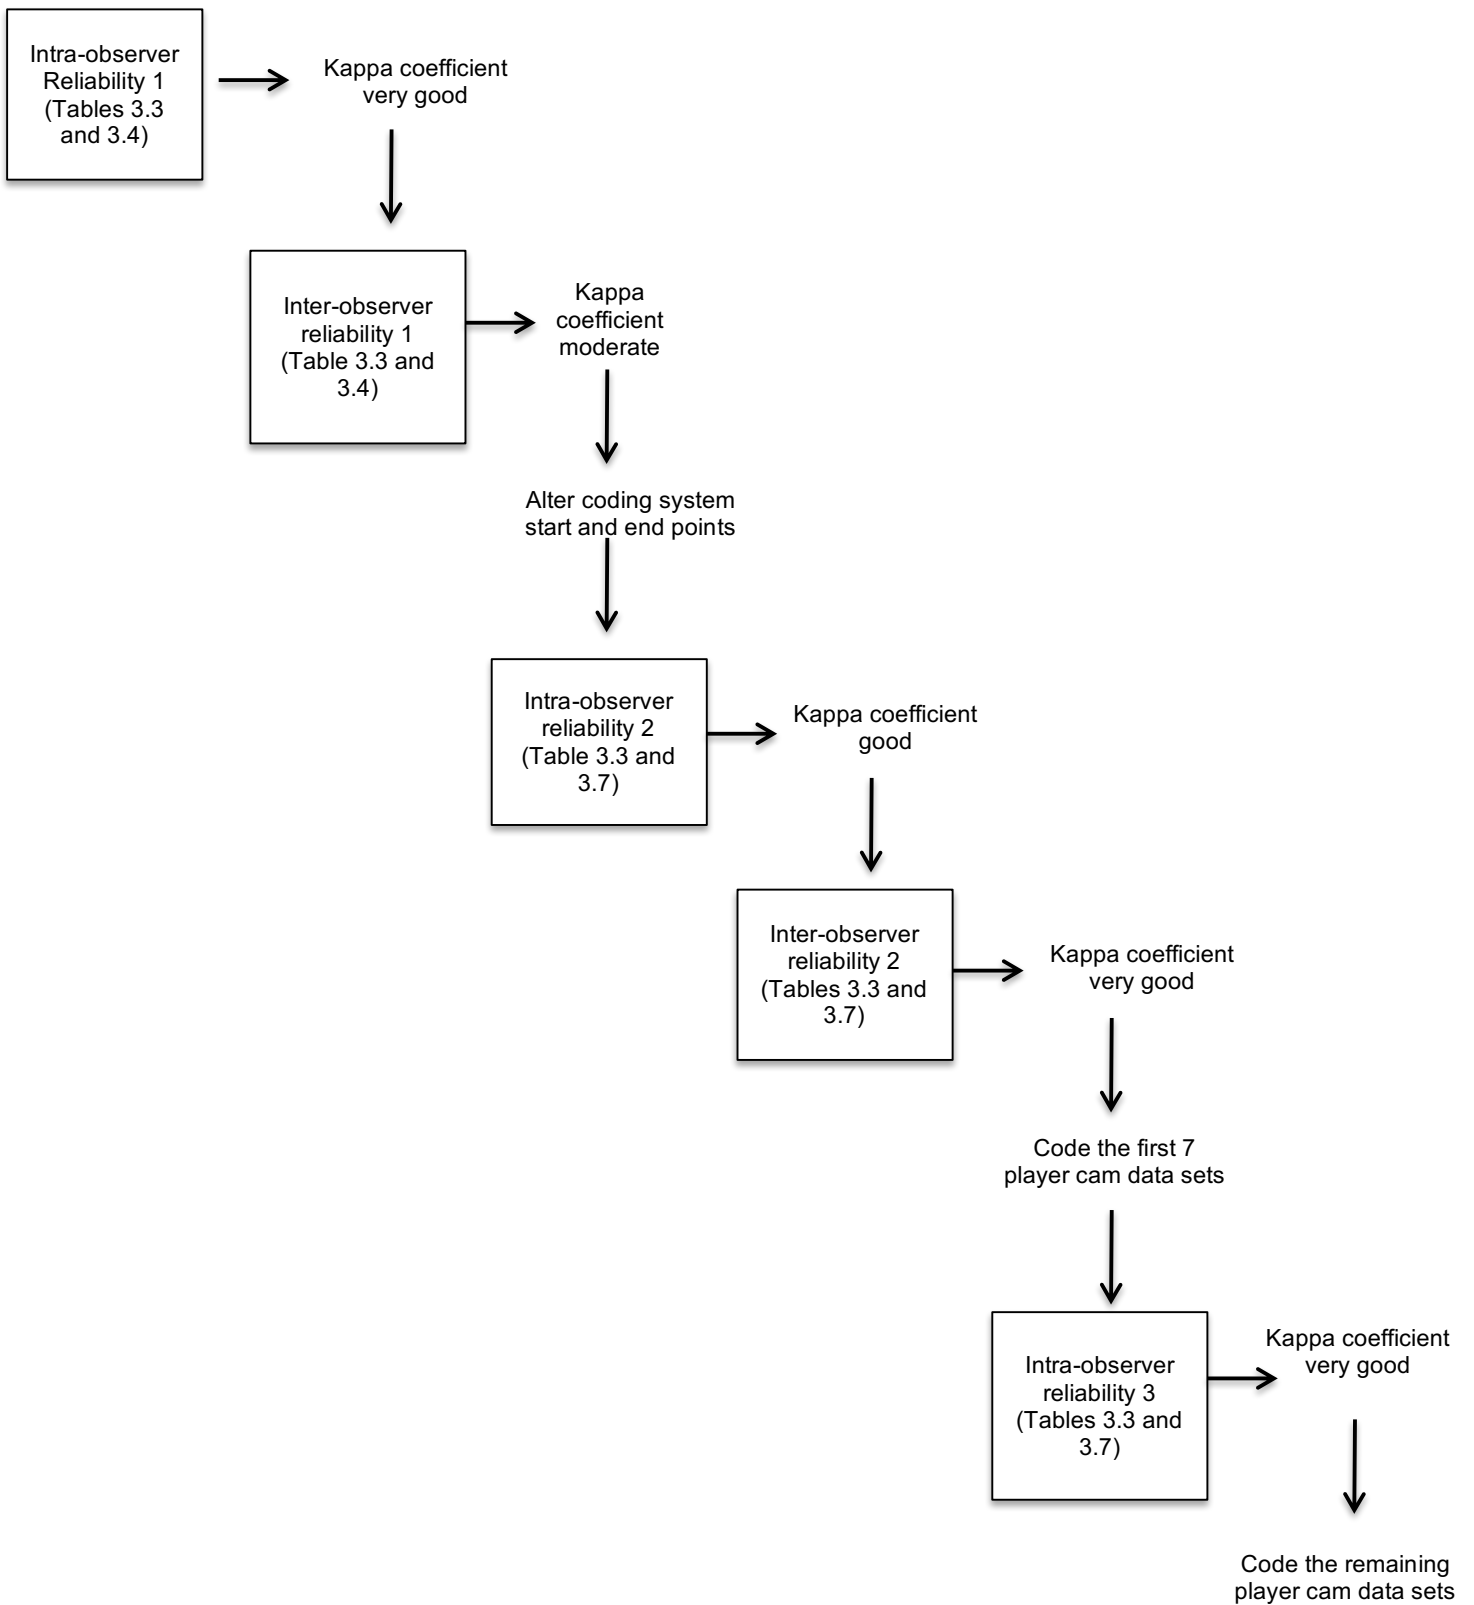 Intra-observer
Reliability 1
(Tables 3.3
and 3.4)
Kappa coefficient
very good
Inter-observer
reliability 1
(Table 3.3 and
3.4)
Kappa
coefficient
moderate
Alter coding system
start and end points
Intra-observer
reliability 2
(Table 3.3 and
3.7)
Kappa coefficient
good
Inter-observer
reliability 2
(Tables 3.3 and
3.7)
Kappa coefficient
very good
Code the first 7
player cam data sets
Intra-observer
reliability 3
(Tables 3.3 and
3.7)
Kappa coefficient
very good
Code the remaining
player cam data sets